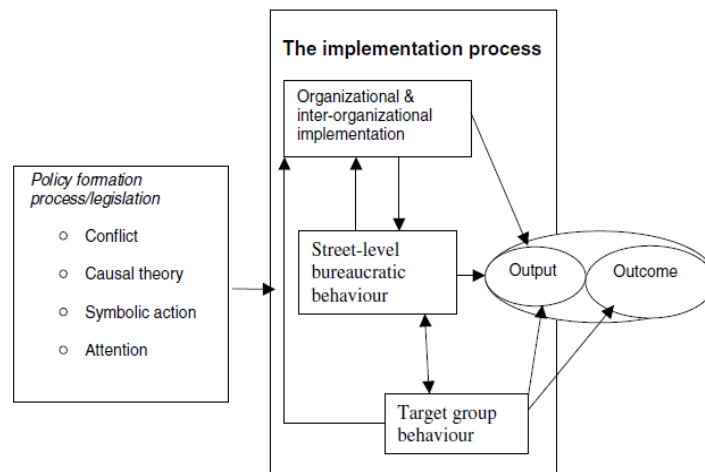 The implementation process
Organizational &
inter-organizational
implementation
Policy formation
process/legislation
Conflict
Causal theory
Symbolic action
Attention
Street-level
bureaucratic
behaviour
Output
Outcome
Target group
behaviour